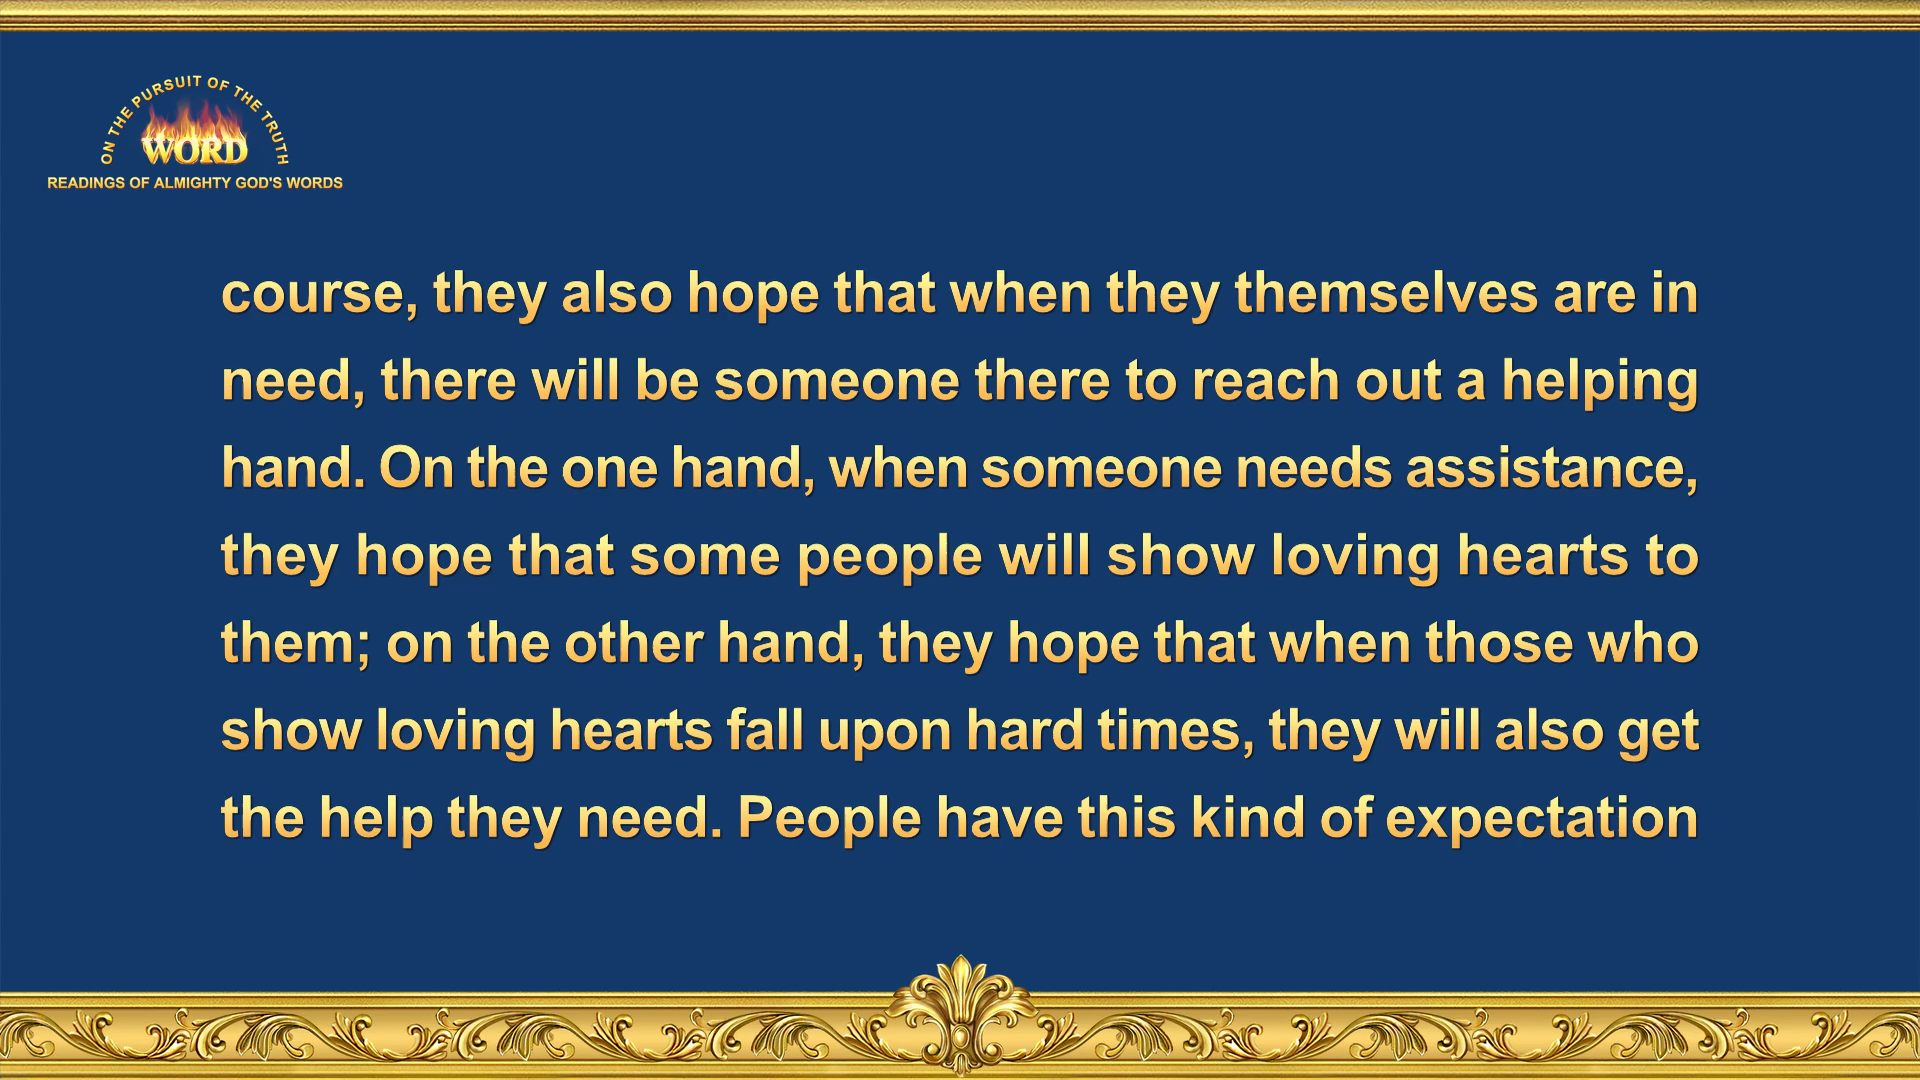 ON THE PURSUIT OF THE TRUTH
WORD
READINGS OF ALMIGHTY GOD'S WORDS
course, they also hope that when they themselves are in
need, there will be someone there to reach out a helping
hand. On the one hand, when someone needs assistance,
they hope that some people will show loving hearts to
them; on the other hand, they hope that when those who
show loving hearts fall upon hard times, they will also get
the help they need. People have this kind of expectation